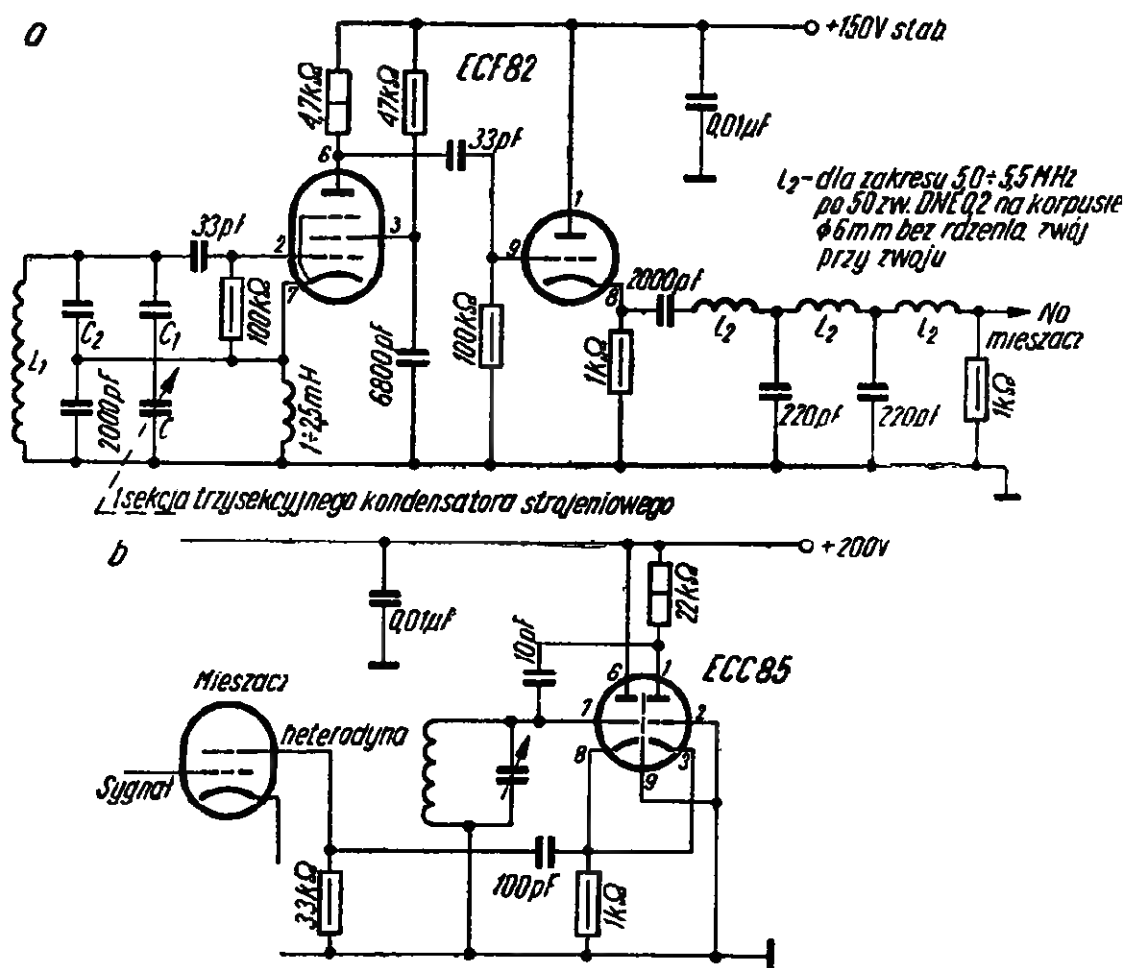 a
+150V stab.
ECF82
4,7kΩ
47kΩ
33pF
0,01μF
6
1
L₂ – dla zakresu 5,0÷5,5 MHz
po 50 zw. DNE 0,2 na korpusie
ϕ6mm bez rdzenia zwój
przy zwoju
33pF
2
3
7
9
8
2000pF
L₂
L₂
L₂
Na
mieszacz
L₁
C₂
C₁
100kΩ
2000pF
C
1÷2,5mH
6800pF
100kΩ
1kΩ
220pF
220pF
1kΩ
1 sekcja trzysekcyjnego kondensatora strojeniowego
b
+200V
0,01μF
22kΩ
10pF
6
1
ECC85
Mieszacz
7
2
heterodyna
8
3
9
Sygnał
100pF
33kΩ
1kΩ